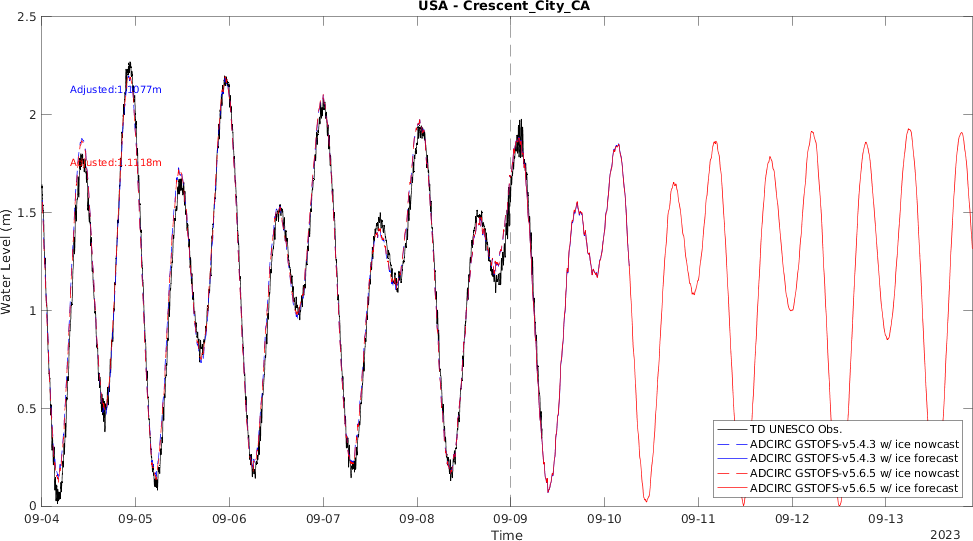 USA - Crescent_City_CA
2.5
2
1.5
1
0.5
0
Water Level (m)
Adjusted:1.1077m
Adjusted:1.1118m
TD UNESCO Obs.
ADCIRC GSTOFS-v5.4.3 w/ ice nowcast
ADCIRC GSTOFS-v5.4.3 w/ ice forecast
ADCIRC GSTOFS-v5.6.5 w/ ice nowcast
ADCIRC GSTOFS-v5.6.5 w/ ice forecast
09-04 09-05 09-06 09-07 09-08 09-09 09-10 09-11 09-12 09-13
Time
2023